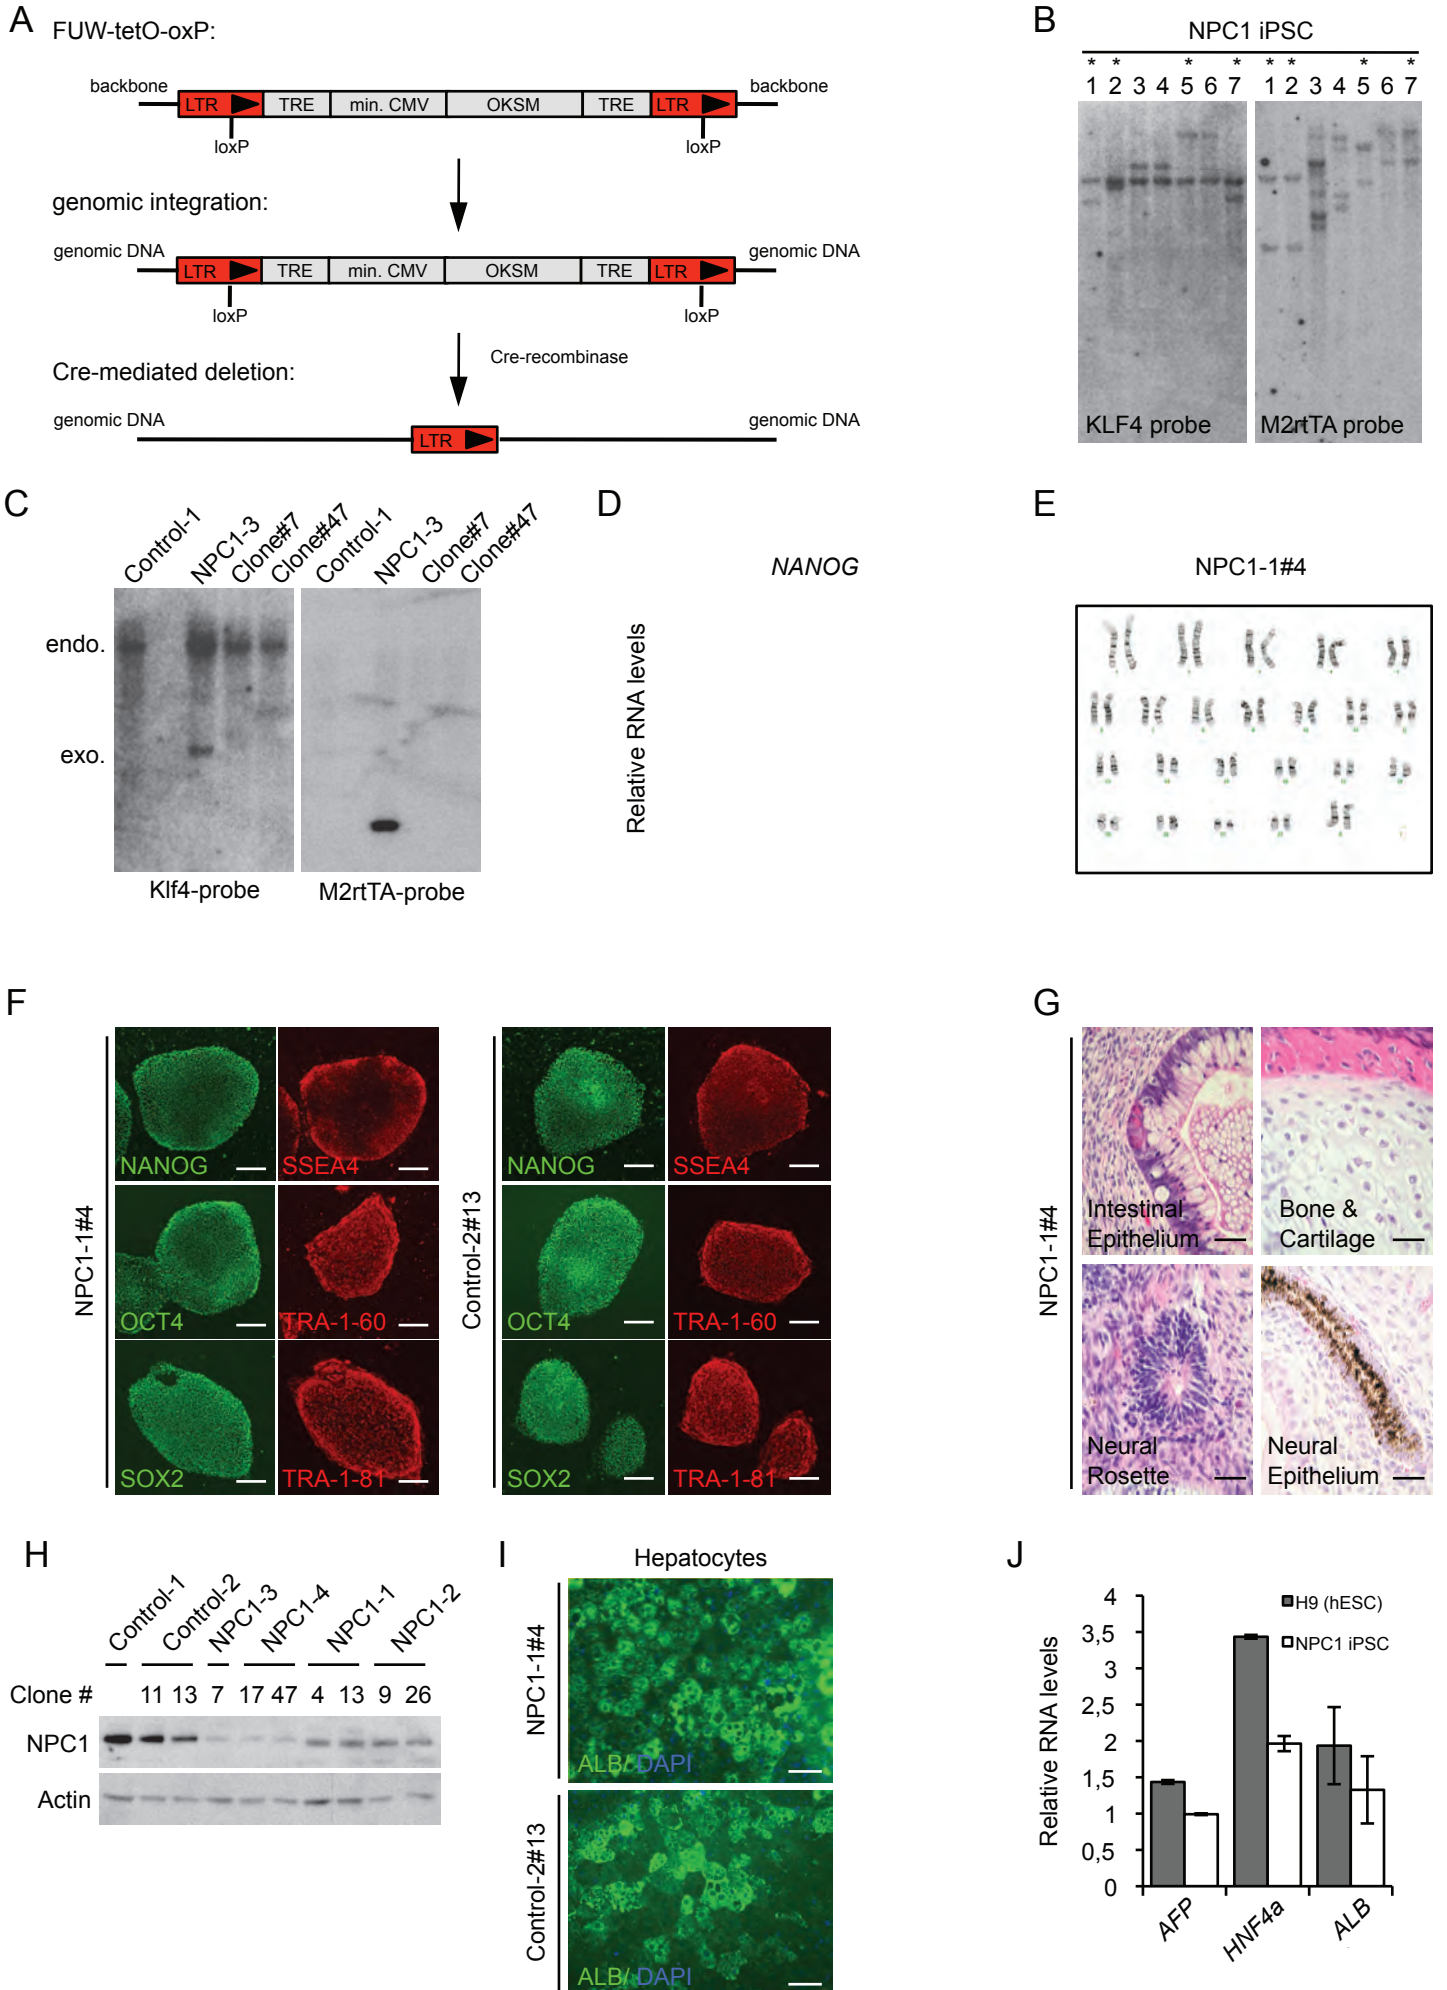 A
FUW-tetO-oxP:
backbone
LTR
TRE
min. CMV
OKSM
TRE
LTR
backbone
loxP
loxP
genomic integration:
genomic DNA
LTR
TRE
min. CMV
OKSM
TRE
LTR
genomic DNA
loxP
loxP
Cre-recombinase
Cre-mediated deletion:
genomic DNA
LTR
genomic DNA
B
NPC1 iPSC
* * * *
1 2 3 4 5 6 7
* * * *
1 2 3 4 5 6 7
KLF4 probe
M2rtTA probe
C
Control-1
NPC1-3
Clone#7
Clone#47
Control-1
NPC1-3
Clone#7
Clone#47
endo.
exo.
Klf4-probe
M2rtTA-probe
D
NANOG
Relative RNA levels
E
NPC1-1#4
F
NPC1-1#4
NANOG
SSEA4
OCT4
TRA-1-60
SOX2
TRA-1-81
Control-2#13
NANOG
SSEA4
OCT4
TRA-1-60
SOX2
TRA-1-81
G
NPC1-1#4
Intestinal
Epithelium
Bone &
Cartilage
Neural
Rosette
Neural
Epithelium
H
Control-1
Control-2
NPC1-3
NPC1-4
NPC1-1
NPC1-2
Clone #
11 13 7 17 47 4 13 9 26
NPC1
Actin
I
Hepatocytes
NPC1-1#4
ALB/ DAPI
Control-2#13
ALB/ DAPI
J
Relative RNA levels
4
3,5
3
2,5
2
1,5
1
0,5
0
H9 (hESC)
NPC1 iPSC
AFP
HNF4a
ALB